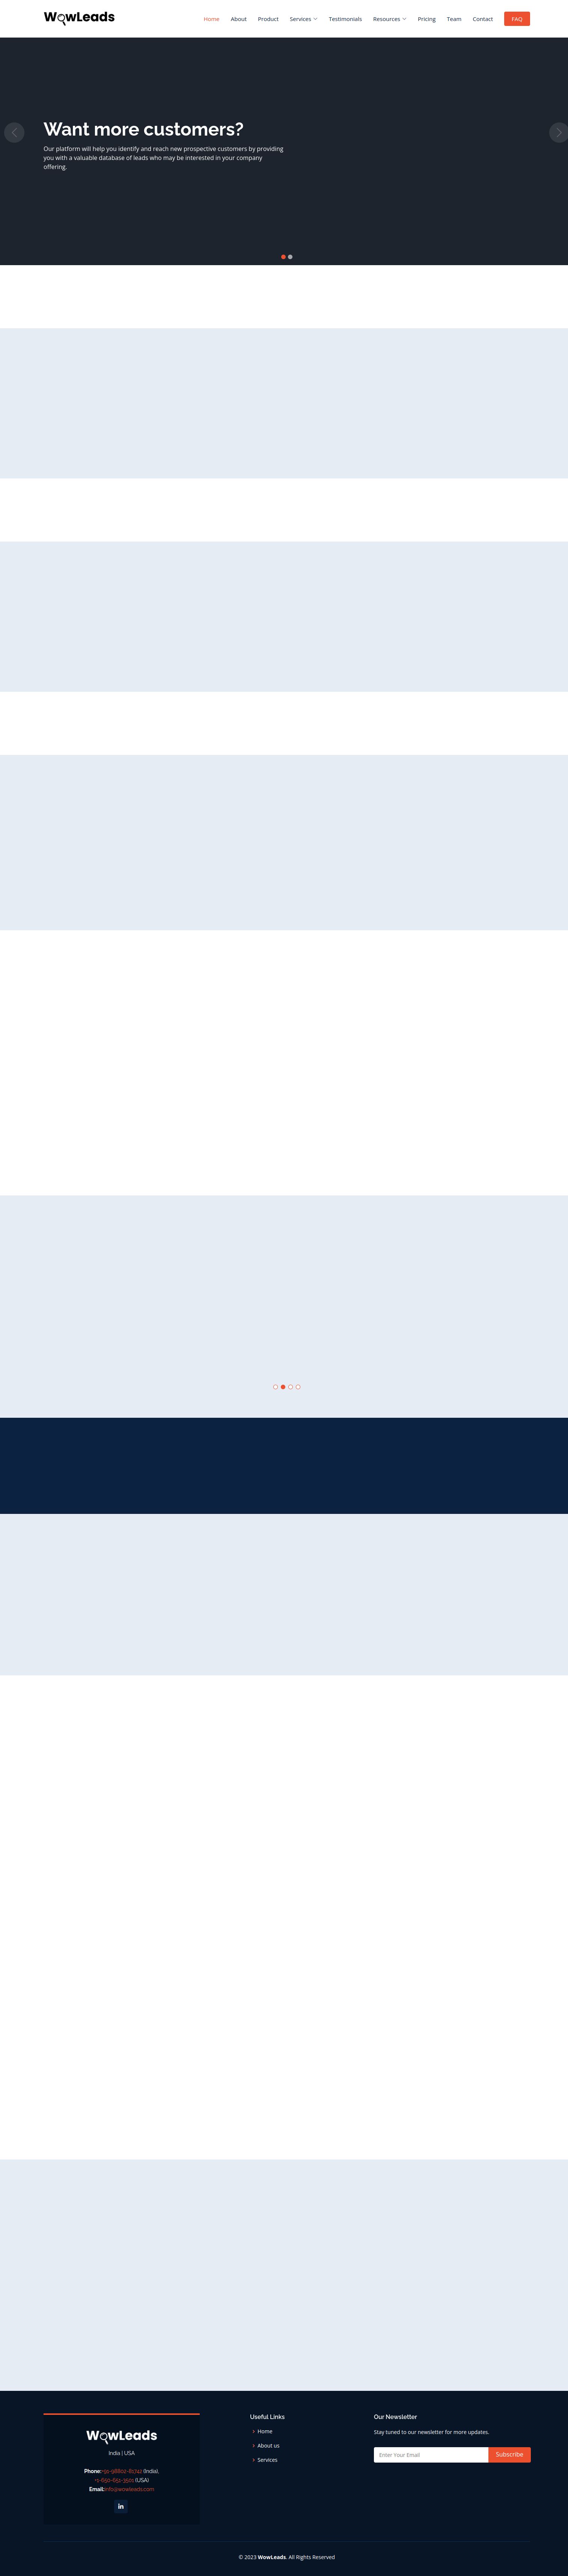 WowLeads
Home About Product Services Testimonials Resources Pricing Team Contact FAQ
Want more customers?
Our platform will help you identify and reach new prospective customers by providing
you with a valuable database of leads who may be interested in your company
offering.
WowLeads
India | USA
Phone:+91-98802-81742 (India),
+1-650-651-3501 (USA)
Email:info@wowleads.com
Useful Links
Home
About us
Services
Our Newsletter
Stay tuned to our newsletter for more updates.
Enter Your Email Subscribe
© 2023 WowLeads. All Rights Reserved